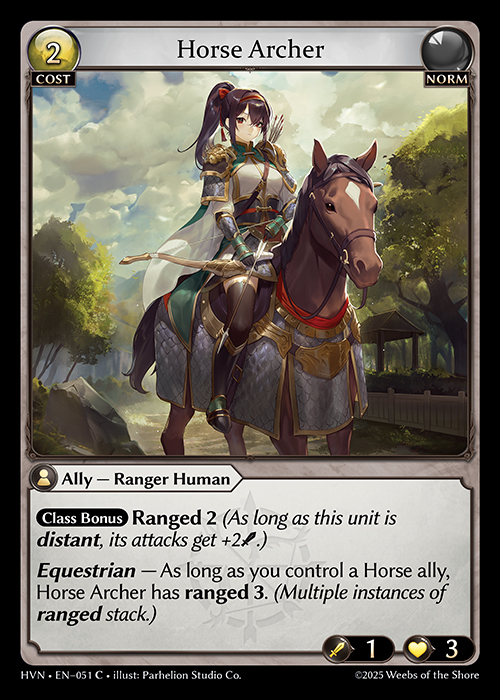 2
Horse Archer
COST
NORM
Ally — Ranger Human
Class Bonus Ranged 2 (As long as this unit is
distant, its attacks get +2.)
Equestrian — As long as you control a Horse ally,
Horse Archer has ranged 3. (Multiple instances of
ranged stack.)
1
3
HVN • EN-051 C • illust: Parhelion Studio Co.
©2025 Weebs of the Shore